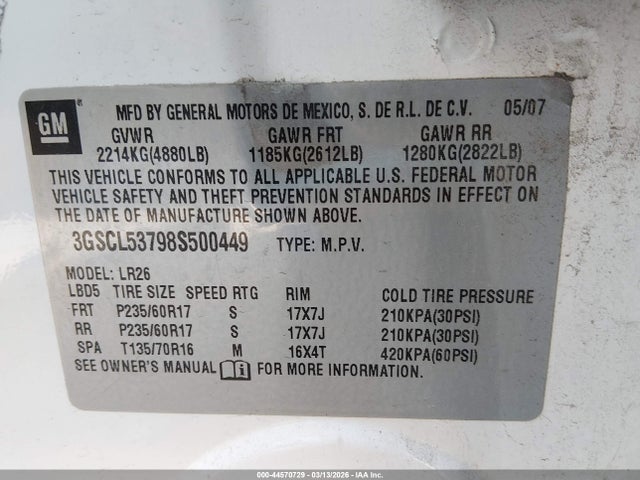 GM MFD BY GENERAL MOTORS DE MEXICO, S. DE R.L. DE C.V. 05/07
GVWR GAWR FRT GAWR RR
2214KG(4880LB) 1185KG(2612LB) 1280KG(2822LB)
THIS VEHICLE CONFORMS TO ALL APPLICABLE U.S. FEDERAL MOTOR
VEHICLE SAFETY AND THEFT PREVENTION STANDARDS IN EFFECT ON
THE DATE OF MANUFACTURE SHOWN ABOVE.
3GSCL53798S500449 TYPE: M.P.V.
MODEL: LR26
LBD5 TIRE SIZE SPEED RTG RIM COLD TIRE PRESSURE
FRT P235/60R17 S 17X7J 210KPA(30PSI)
RR P235/60R17 S 17X7J 210KPA(30PSI)
SPA T135/70R16 M 16X4T 420KPA(60PSI)
SEE OWNER'S MANUAL FOR MORE INFORMATION.
000-44570729 | 03/13/2026 | IAA Inc.